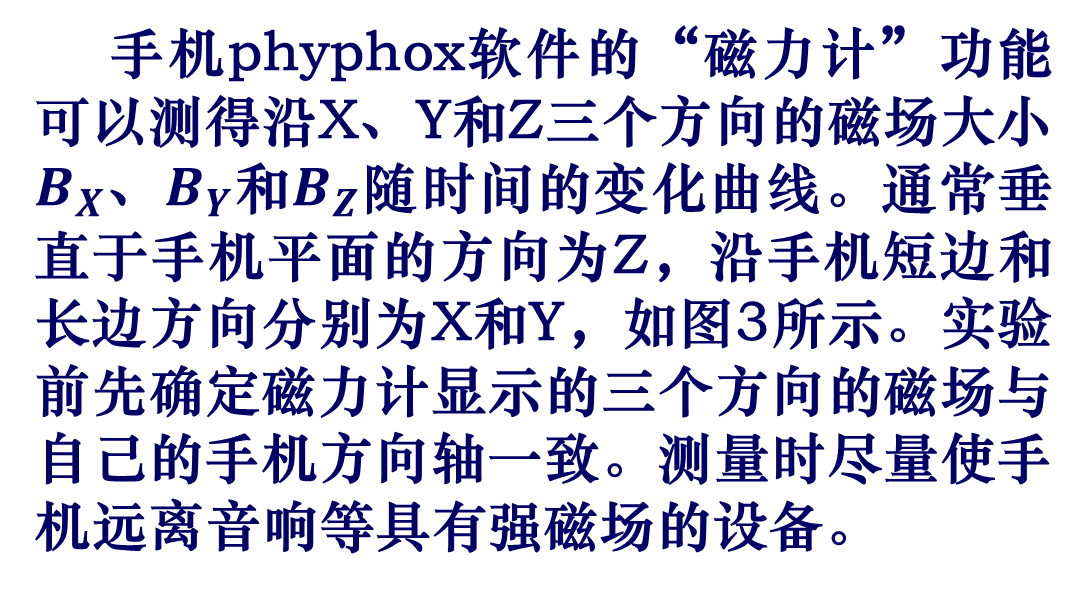 手机phyphox软件的“磁力计”功能
可以测得沿X、Y和Z三个方向的磁场大小
B_X、B_Y和B_Z随时间的变化曲线。通常垂
直于手机平面的方向为Z，沿手机短边和
长边方向分别为X和Y，如图3所示。实验
前先确定磁力计显示的三个方向的磁场与
自己的手机方向轴一致。测量时尽量使手
机远离音响等具有强磁场的设备。